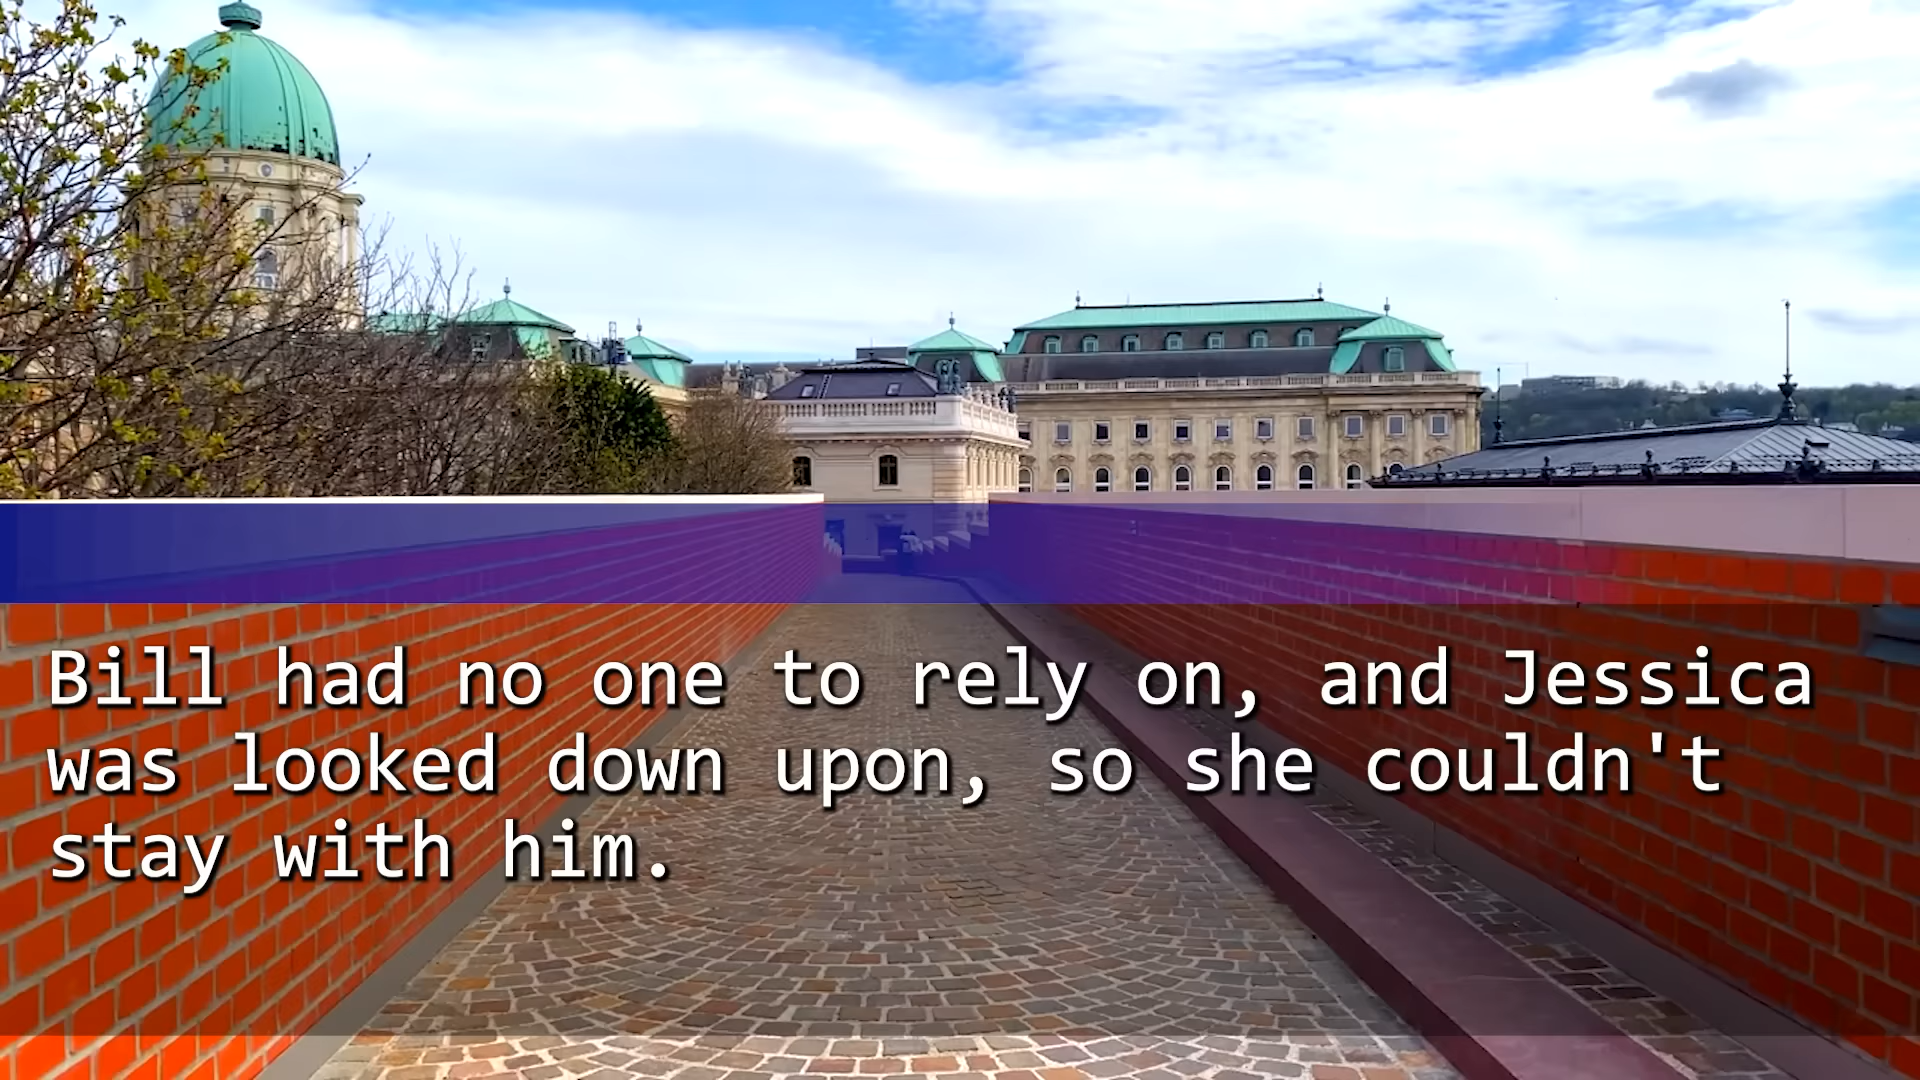 Bill had no one to rely on, and Jessica
was looked down upon, so she couldn't
stay with him.